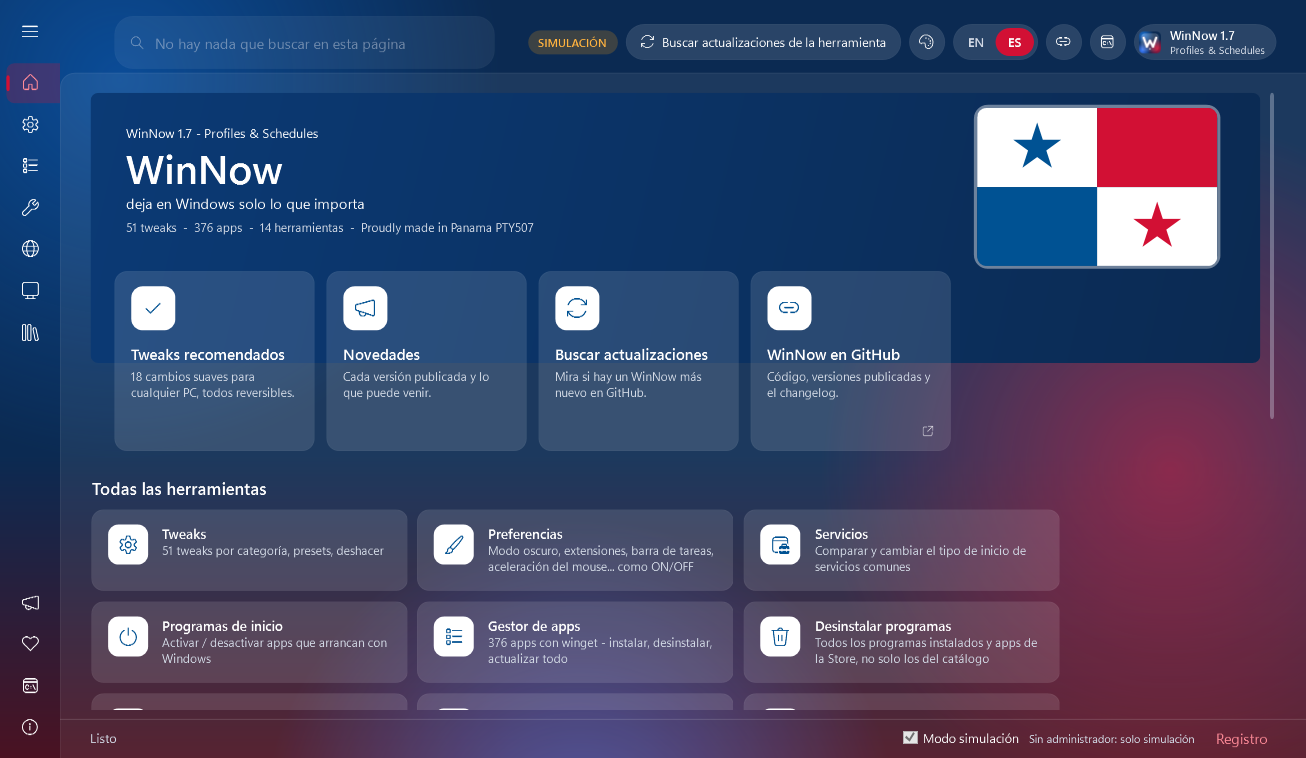 No hay nada que buscar en esta página
SIMULACIÓN
Buscar actualizaciones de la herramienta
EN
ES
WinNow 1.7
Profiles & Schedules
WinNow 1.7 - Profiles & Schedules
WinNow
deja en Windows solo lo que importa
51 tweaks - 376 apps - 14 herramientas - Proudly made in Panama PTY507
Tweaks recomendados
18 cambios suaves para
cualquier PC, todos reversibles.
Novedades
Cada versión publicada y lo
que puede venir.
Buscar actualizaciones
Mira si hay un WinNow más
nuevo en GitHub.
WinNow en GitHub
Código, versiones publicadas y
el changelog.
Todas las herramientas
Tweaks
51 tweaks por categoría, presets, deshacer
Preferencias
Modo oscuro, extensiones, barra de tareas,
aceleración del mouse... como ON/OFF
Servicios
Comparar y cambiar el tipo de inicio de
servicios comunes
Programas de inicio
Activar / desactivar apps que arrancan con
Windows
Gestor de apps
376 apps con winget - instalar, desinstalar,
actualizar todo
Desinstalar programas
Todos los programas instalados y apps de
la Store, no solo los del catálogo
Listo
Modo simulación
Sin administrador: solo simulación
Registro